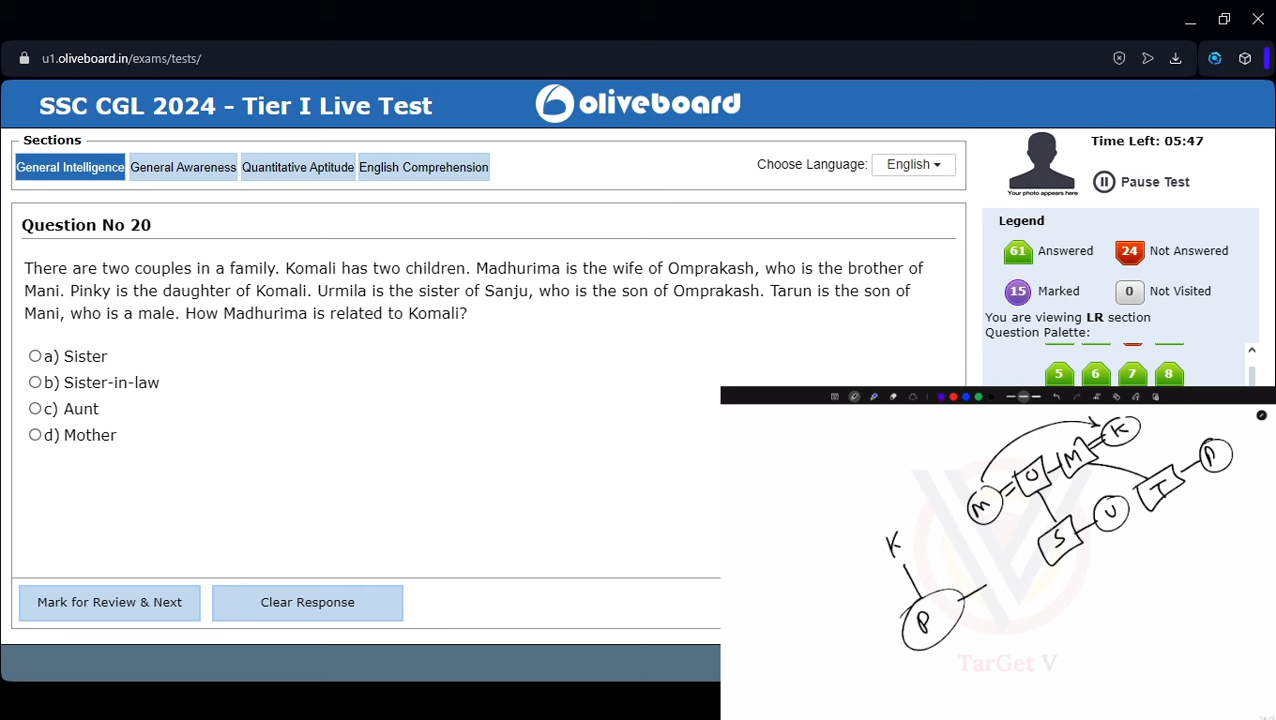 u1.oliveboard.in/exams/tests/
SSC CGL 2024 - Tier I Live Test
oliveboard
Sections
General Intelligence
General Awareness
Quantitative Aptitude
English Comprehension
Choose Language:
English
Your photo appears here
Time Left: 05:47
Pause Test
Question No 20
There are two couples in a family. Komali has two children. Madhurima is the wife of Omprakash, who is the brother of
Mani. Pinky is the daughter of Komali. Urmila is the sister of Sanju, who is the son of Omprakash. Tarun is the son of
Mani, who is a male. How Madhurima is related to Komali?
a) Sister
b) Sister-in-law
c) Aunt
d) Mother
Mark for Review & Next
Clear Response
Legend
61 Answered
24 Not Answered
15 Marked
0 Not Visited
You are viewing LR section
Question Palette:
5 6 7 8
M = O - M = K
S - U
T - P
K
P
TarGet V